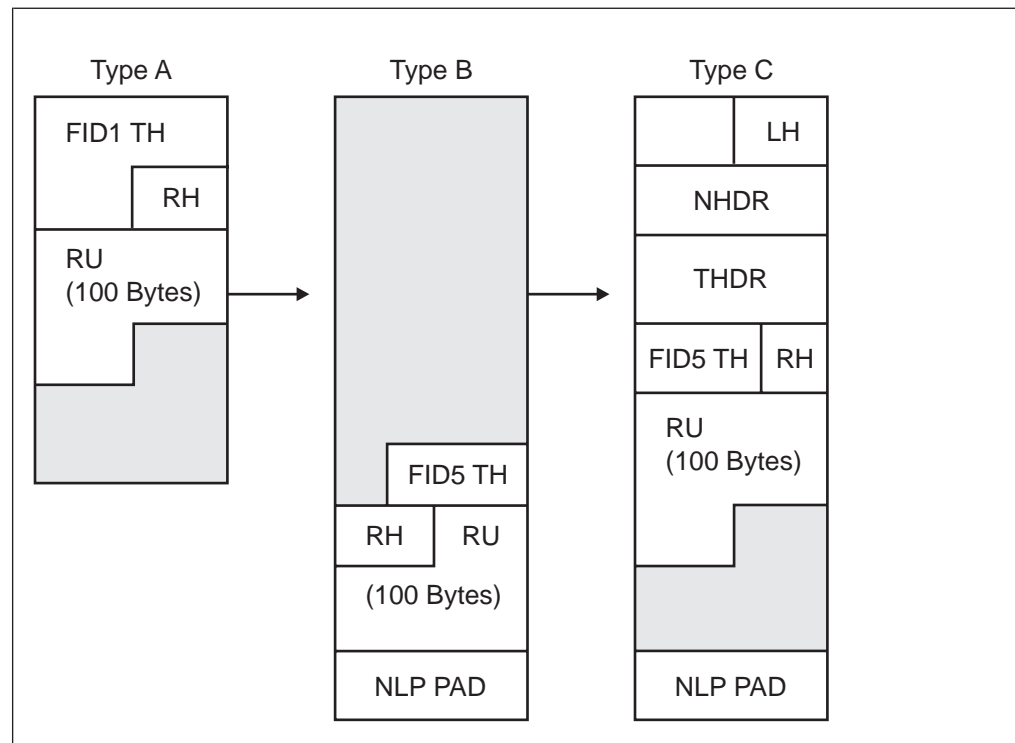 Type A
FID1 TH
RH
RU
(100 Bytes)
Type B
FID5 TH
RH
RU
(100 Bytes)
NLP PAD
Type C
LH
NHDR
THDR
FID5 TH
RH
RU
(100 Bytes)
NLP PAD